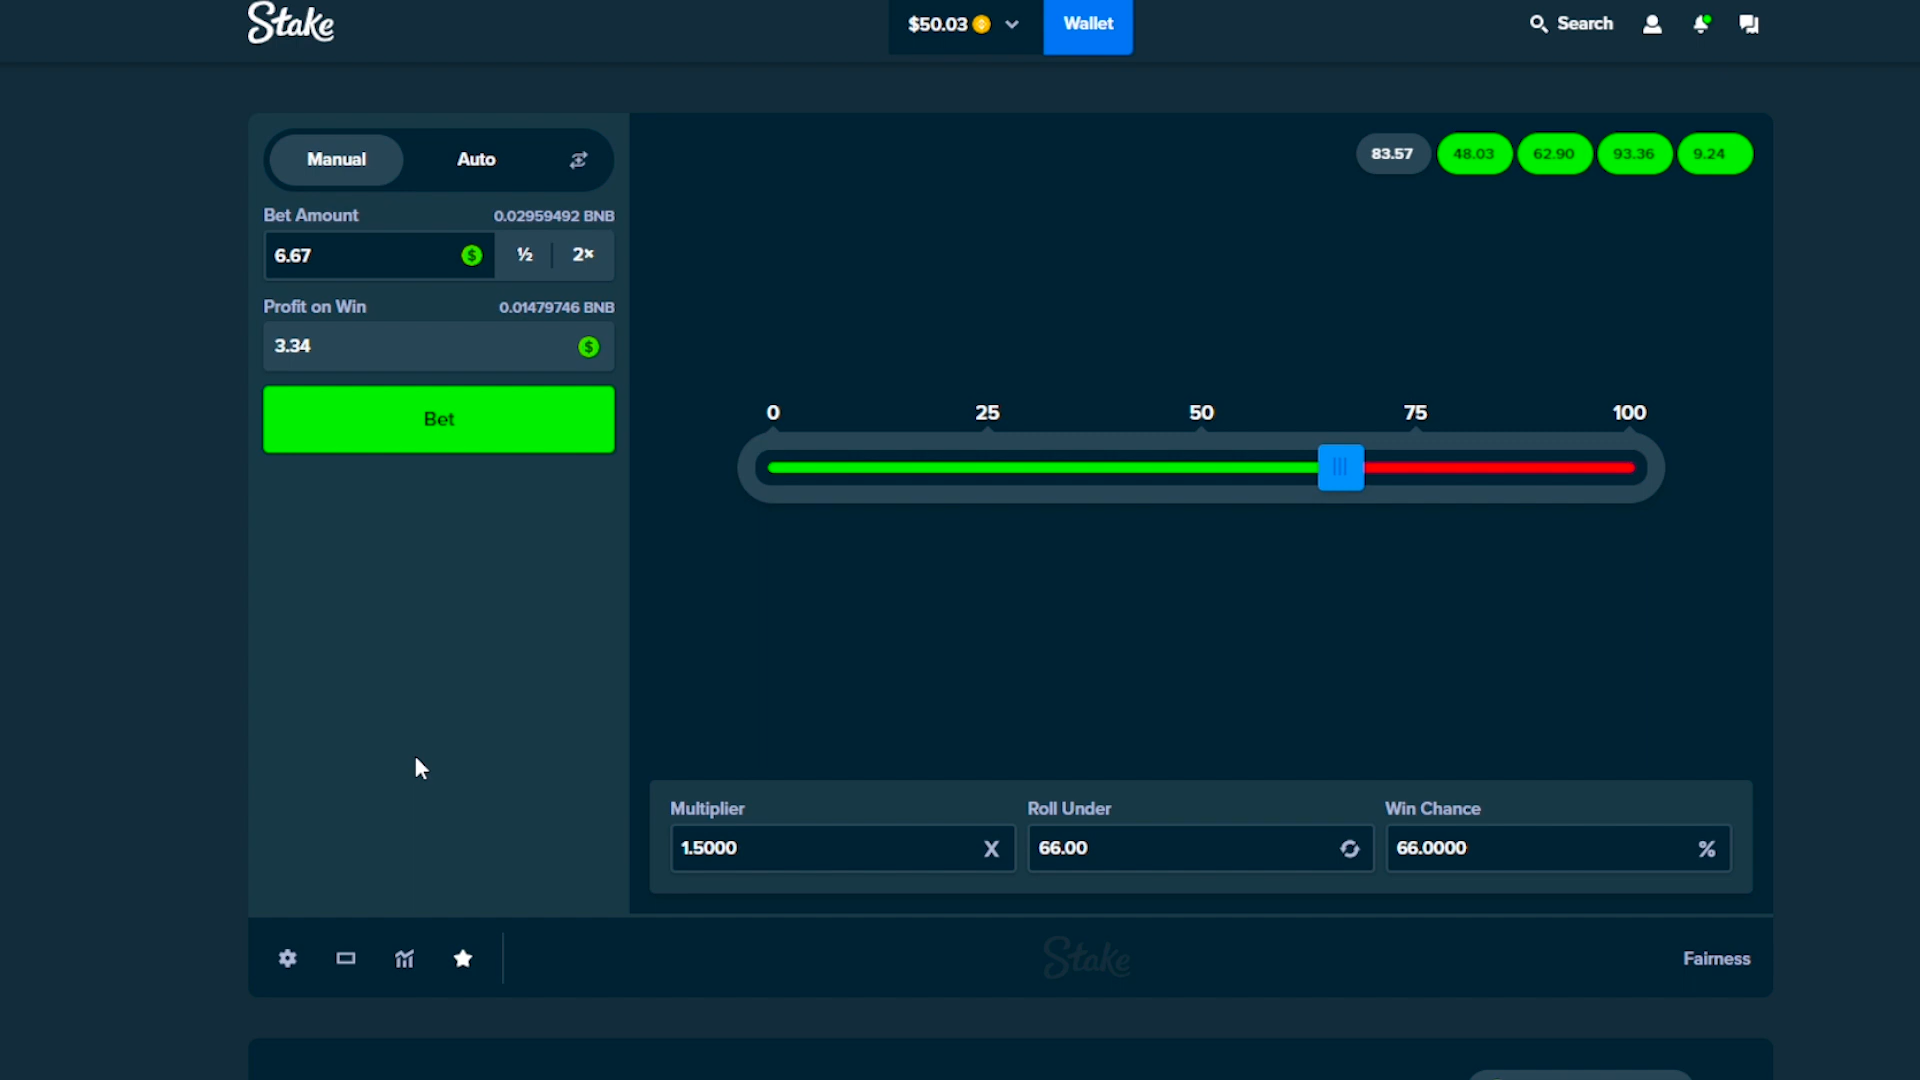 Stake
$50.03
Wallet
Search
Manual
Auto
83.57
48.03
62.90
93.36
9.24
Bet Amount
0.02959492 BNB
6.67
$
½
2×
Profit on Win
0.01479746 BNB
3.34
$
Bet
0
25
50
75
100
Multiplier
Roll Under
Win Chance
1.5000
X
66.00
66.0000
%
Stake
Fairness